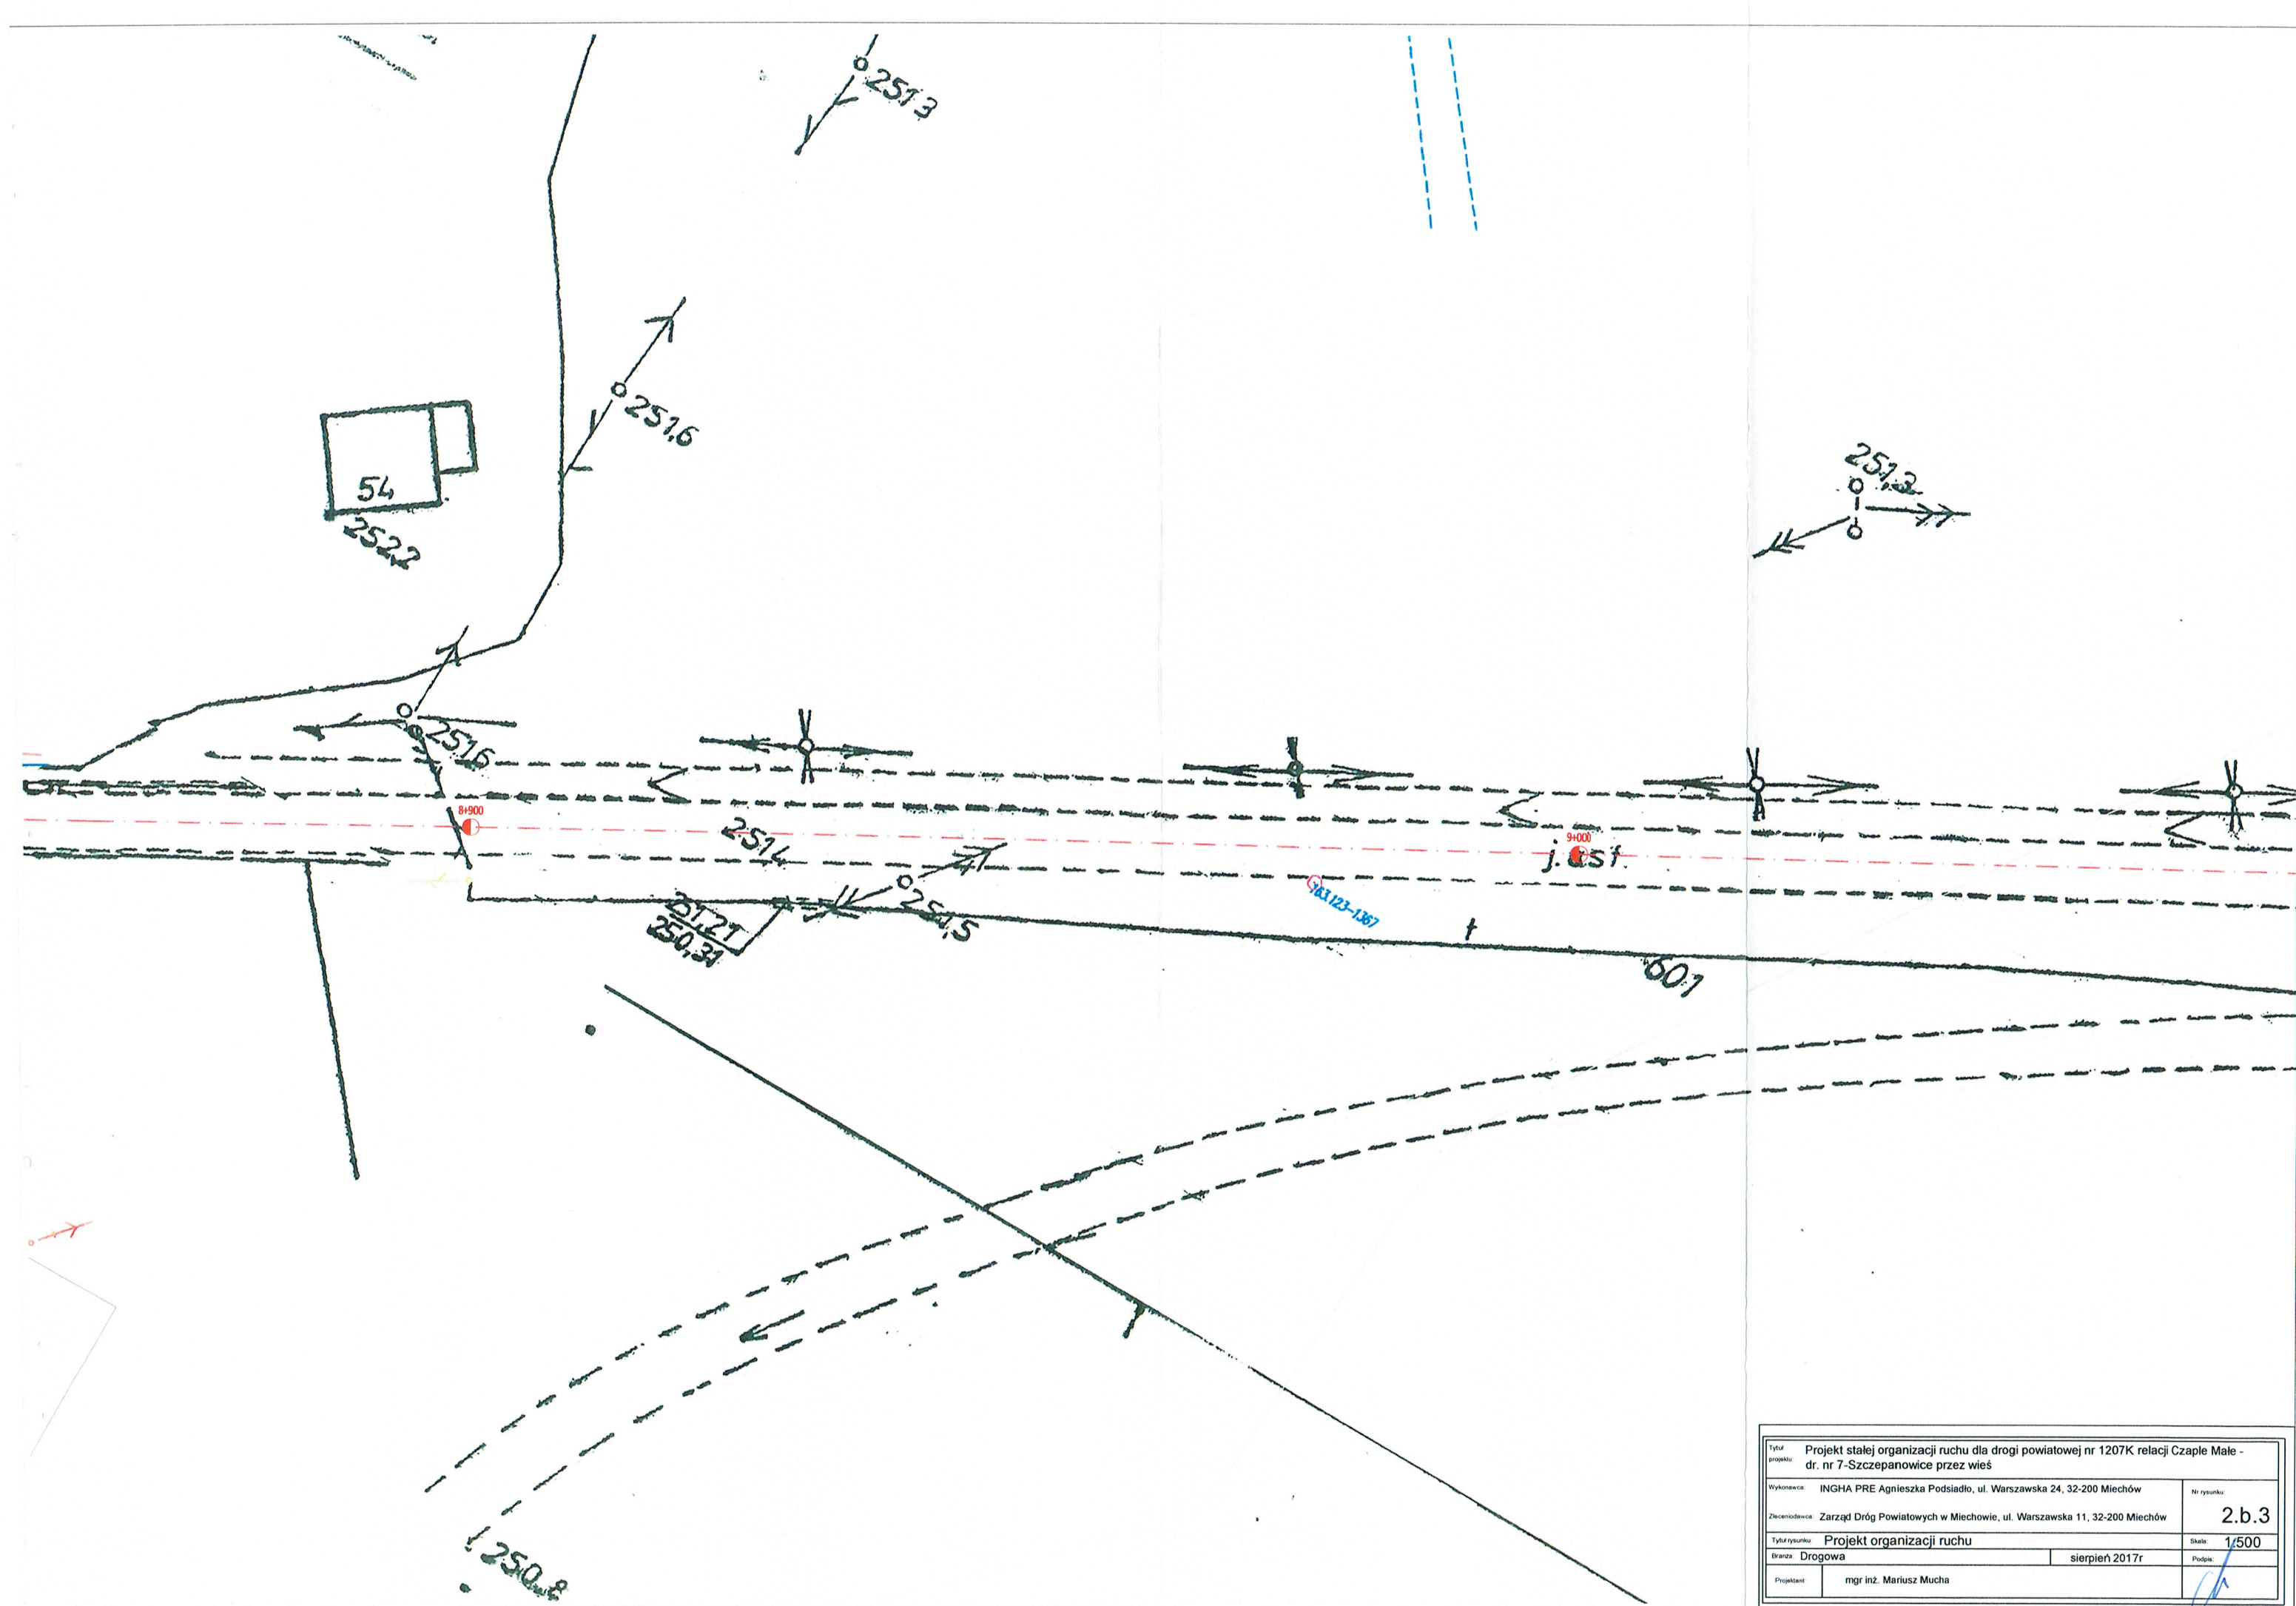 251,3
251,6
54
252,2
251,3
251,6
8+900
251,4
9+000
j. ast.
163.123-1367
251,21
250,31
251,5
601
250,8
Tytuł projektu: Projekt stałej organizacji ruchu dla drogi powiatowej nr 1207K relacji Czaple Małe -
dr. nr 7-Szczepanowice przez wieś
Wykonawca: INGHA PRE Agnieszka Podsiadło, ul. Warszawska 24, 32-200 Miechów
Nr rysunku:
2.b.3
Zleceniodawca: Zarząd Dróg Powiatowych w Miechowie, ul. Warszawska 11, 32-200 Miechów
Tytuł rysunku: Projekt organizacji ruchu
Skala: 1:500
Branża: Drogowa
sierpień 2017r
Podpis:
Projektant: mgr inż. Mariusz Mucha